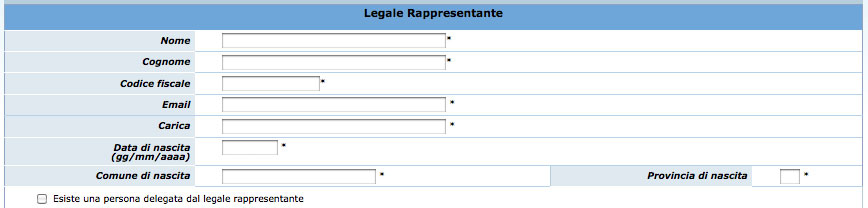 Legale Rappresentante
Nome *
Cognome *
Codice fiscale *
Email *
Carica *
Data di nascita *
(gg/mm/aaaa)
Comune di nascita * Provincia di nascita *
Esiste una persona delegata dal legale rappresentante